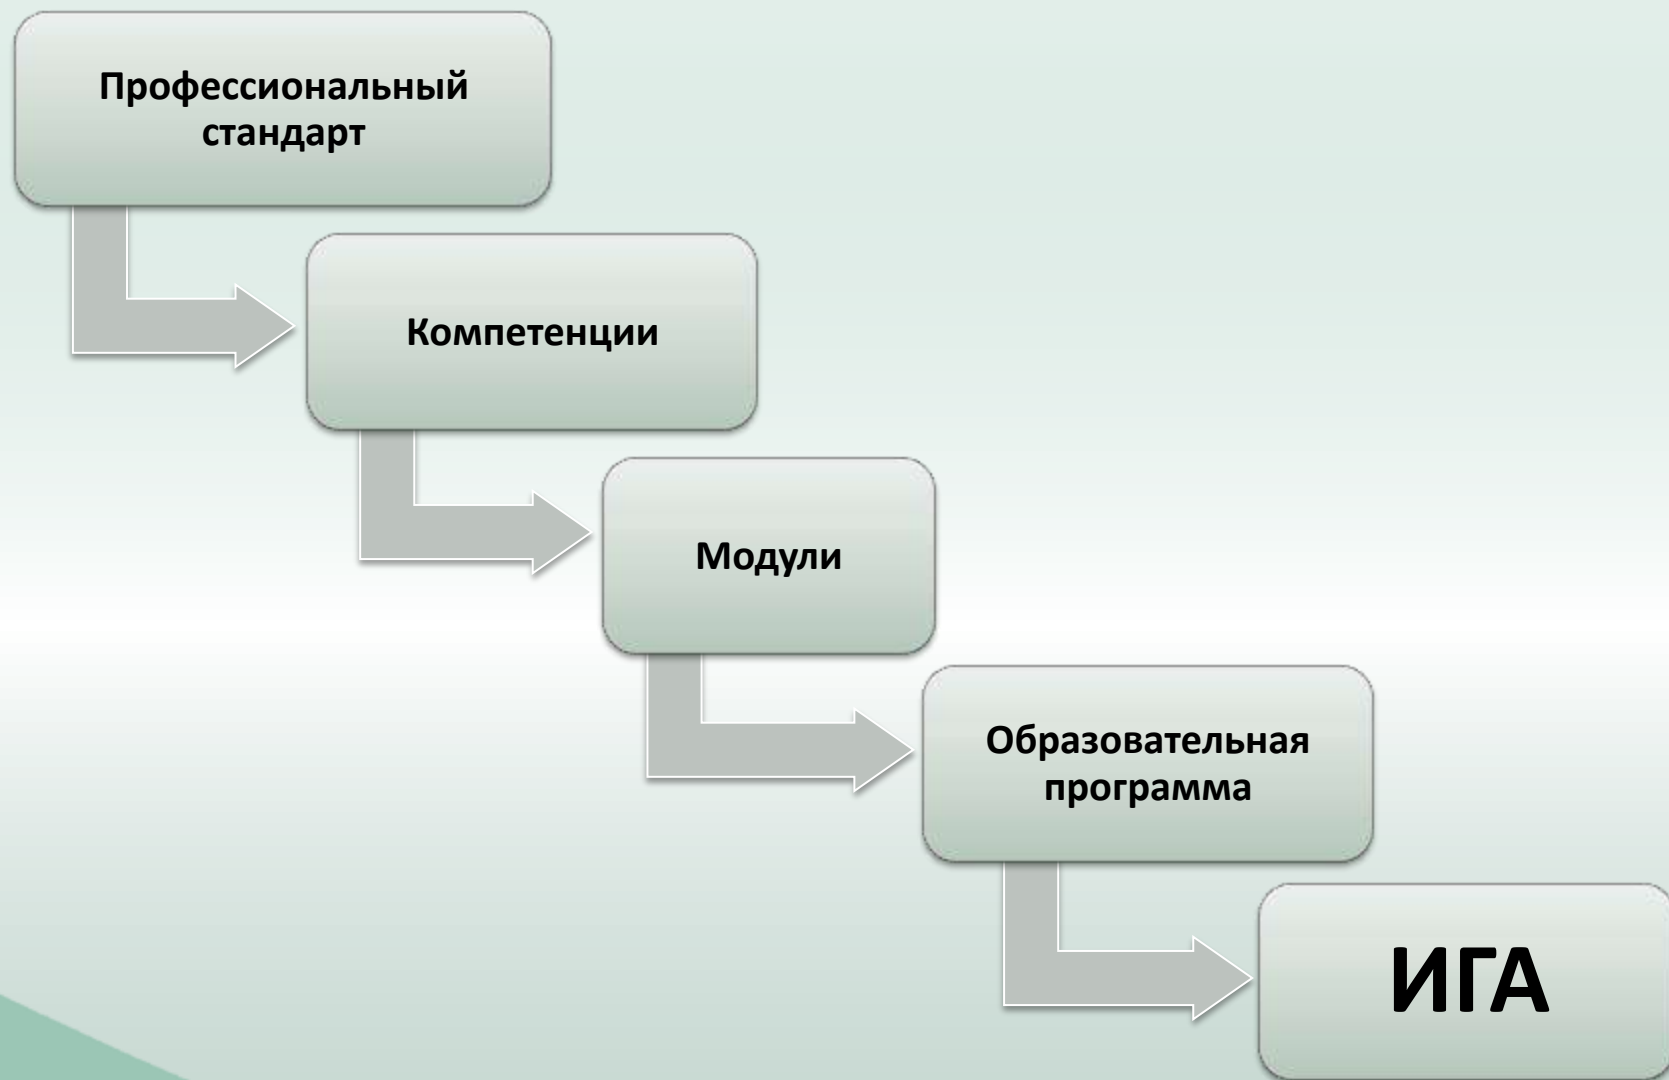 Профессиональный
стандарт
Компетенции
Модули
Образовательная
программа
ИГА